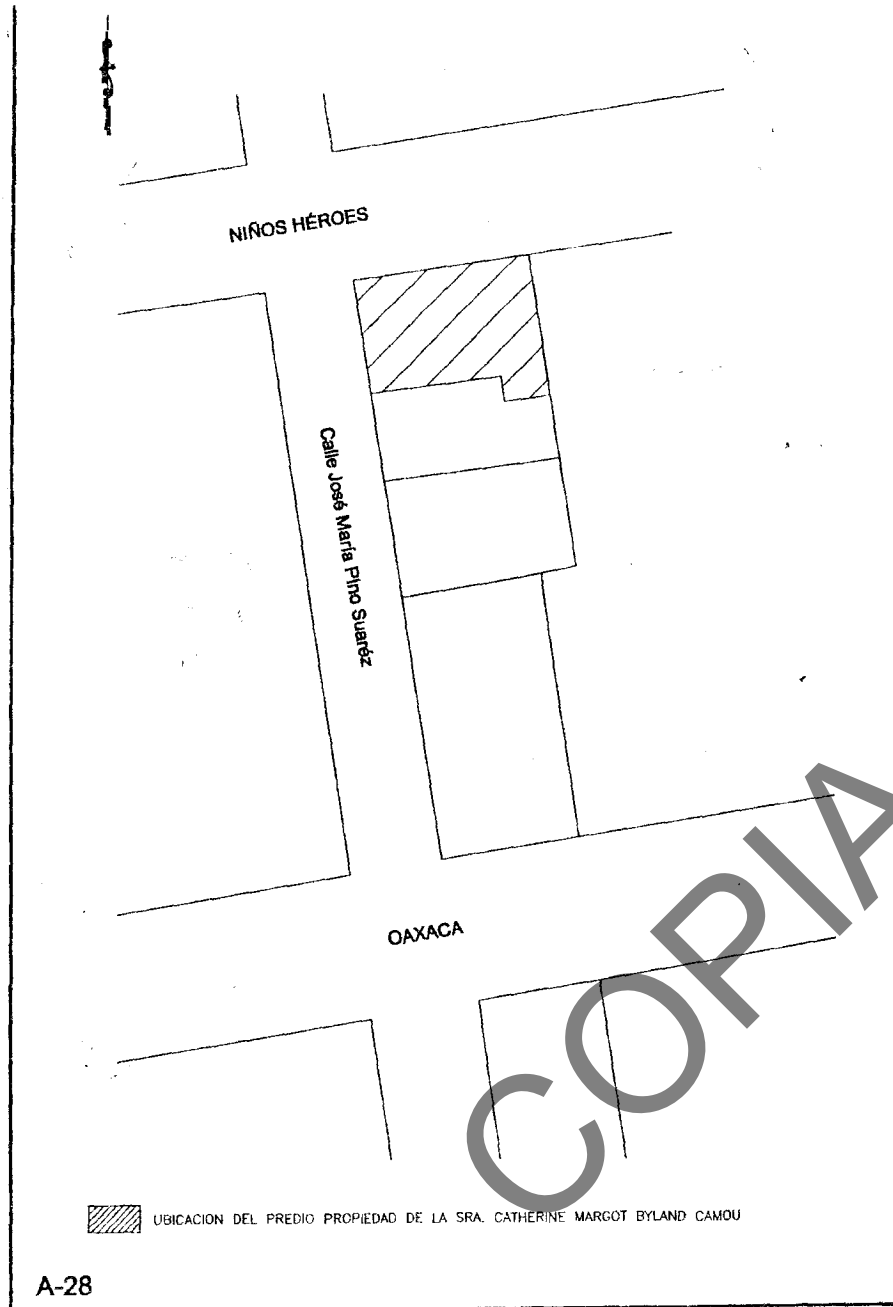 NIÑOS HÉROES
Calle José María Pino Suaréz
OAXACA
COPIA
UBICACION DEL PREDIO PROPIEDAD DE LA SRA. CATHERINE MARGOT BYLAND CAMOU
A-28